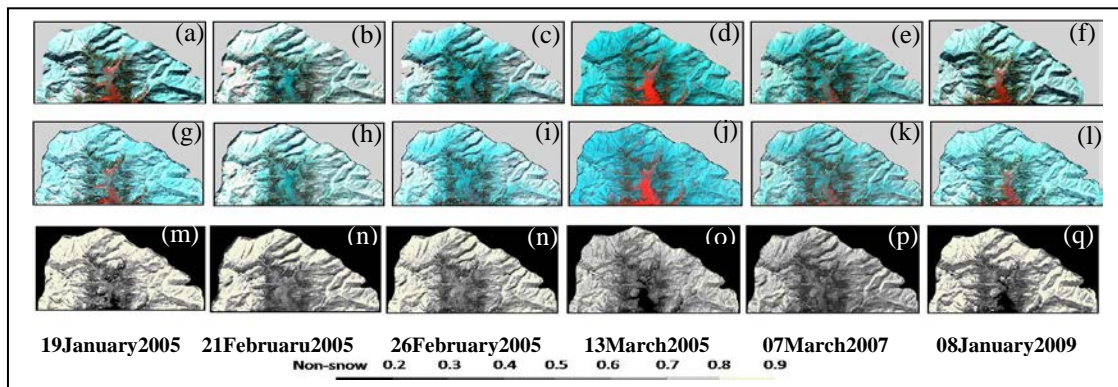 (a) (b) (c) (d) (e) (f)
(g) (h) (i) (j) (k) (l)
(m) (n) (n) (o) (p) (q)
19January2005 21Februaru2005 26February2005 13March2005 07March2007 08January2009
Non-snow 0.2 0.3 0.4 0.5 0.6 0.7 0.8 0.9